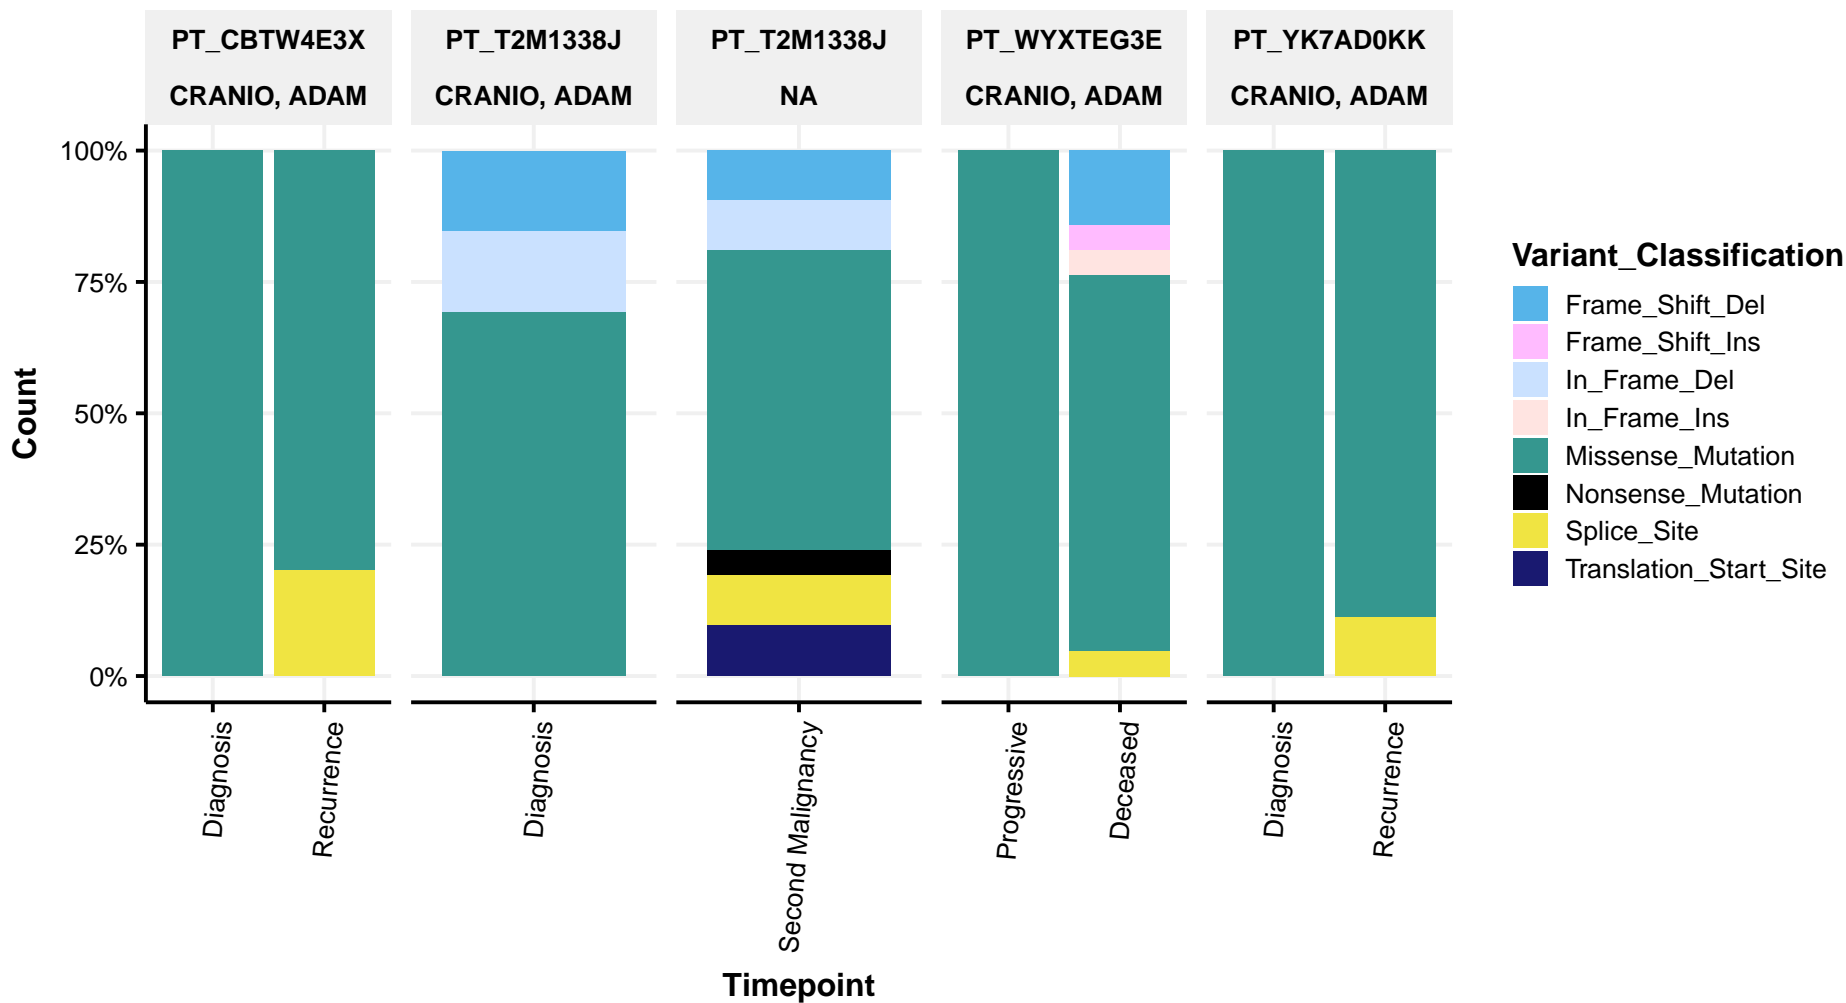 PT_CBTW4E3X
CRANIO, ADAM
PT_T2M1338J
CRANIO, ADAM
PT_T2M1338J
NA
PT_WYXTEG3E
CRANIO, ADAM
PT_YK7AD0KK
CRANIO, ADAM
Count
100%
75%
50%
25%
0%
Diagnosis
Recurrence
Diagnosis
Second Malignancy
Progressive
Deceased
Diagnosis
Recurrence
Timepoint
Variant_Classification
Frame_Shift_Del
Frame_Shift_Ins
In_Frame_Del
In_Frame_Ins
Missense_Mutation
Nonsense_Mutation
Splice_Site
Translation_Start_Site